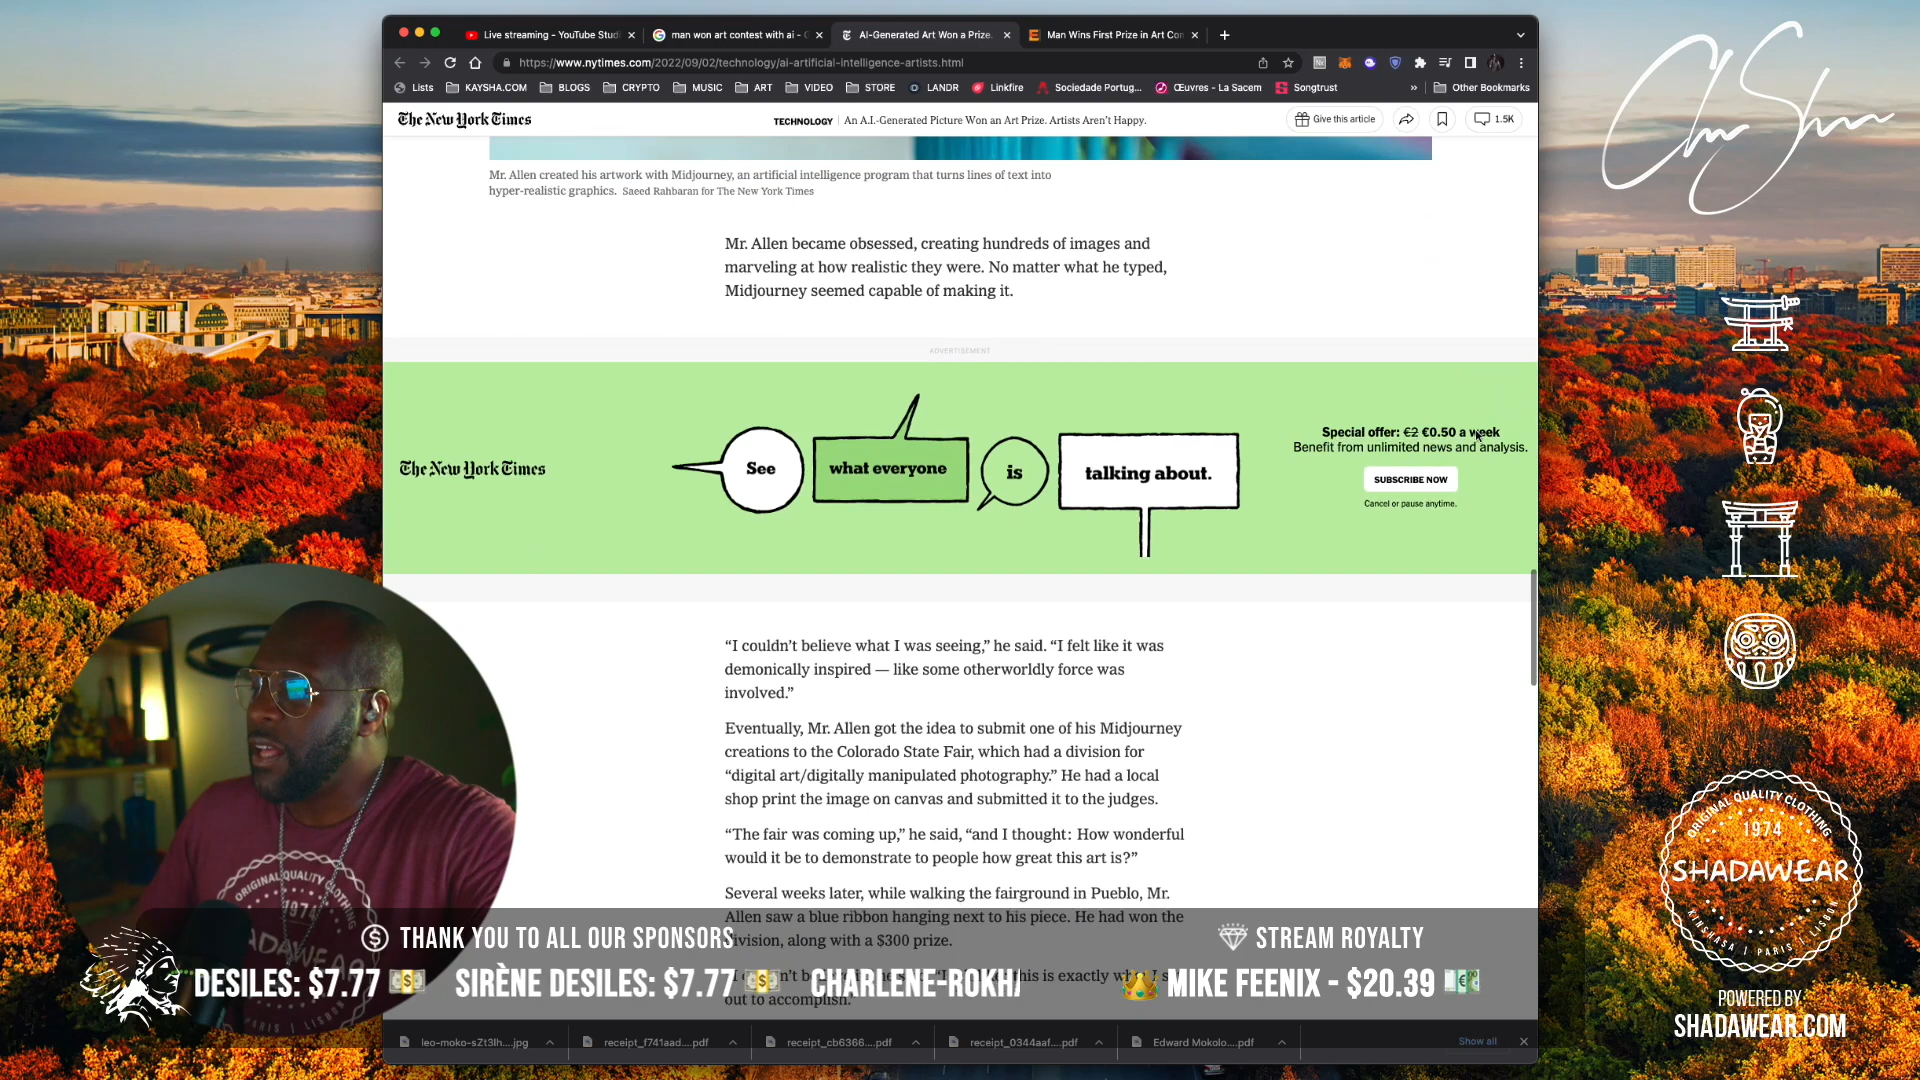 Live streaming - YouTube Studi
man won art contest with ai - G
AI-Generated Art Won a Prize.
Man Wins First Prize in Art Con
https://www.nytimes.com/2022/09/02/technology/ai-artificial-intelligence-artists.html
Lists
KAYSHA.COM
BLOGS
CRYPTO
MUSIC
ART
VIDEO
STORE
LANDR
Linkfire
Sociedade Portug...
Œuvres - La Sacem
Songtrust
»
Other Bookmarks
The New York Times
TECHNOLOGY | An A.I.-Generated Picture Won an Art Prize. Artists Aren't Happy.
Give this article
1.5K
Mr. Allen created his artwork with Midjourney, an artificial intelligence program that turns lines of text into
hyper-realistic graphics. Saeed Rahbaran for The New York Times
Mr. Allen became obsessed, creating hundreds of images and
marveling at how realistic they were. No matter what he typed,
Midjourney seemed capable of making it.
ADVERTISEMENT
The New York Times
See
what everyone
is
talking about.
Special offer: €2 €0.50 a week
Benefit from unlimited news and analysis.
SUBSCRIBE NOW
Cancel or pause anytime.
“I couldn’t believe what I was seeing,” he said. “I felt like it was
demonically inspired — like some otherworldly force was
involved.”
Eventually, Mr. Allen got the idea to submit one of his Midjourney
creations to the Colorado State Fair, which had a division for
“digital art/digitally manipulated photography.” He had a local
shop print the image on canvas and submitted it to the judges.
“The fair was coming up,” he said, “and I thought: How wonderful
would it be to demonstrate to people how great this art is?”
Several weeks later, while walking the fairground in Pueblo, Mr.
Allen saw a blue ribbon hanging next to his piece. He had won the
division, along with a $300 prize.
this is exactly what I set
out to accomplish.”
THANK YOU TO ALL OUR SPONSORS
STREAM ROYALTY
DESILES: $7.77
SIRÈNE DESILES: $7.77
CHARLENE-ROKH
MIKE FEENIX - $20.39
leo-moko-sZt3lh....jpg
receipt_f741aad....pdf
receipt_cb6366....pdf
receipt_0344aaf....pdf
Edward Mokolo....pdf
Show all
ORIGINAL QUALITY CLOTHING
1974
SHADAWEAR
KINSHASA | PARIS | LISBON
POWERED BY
SHADAWEAR.COM
ORIGINAL QUALITY
1974
ADAWEAR
PARIS | LISBON